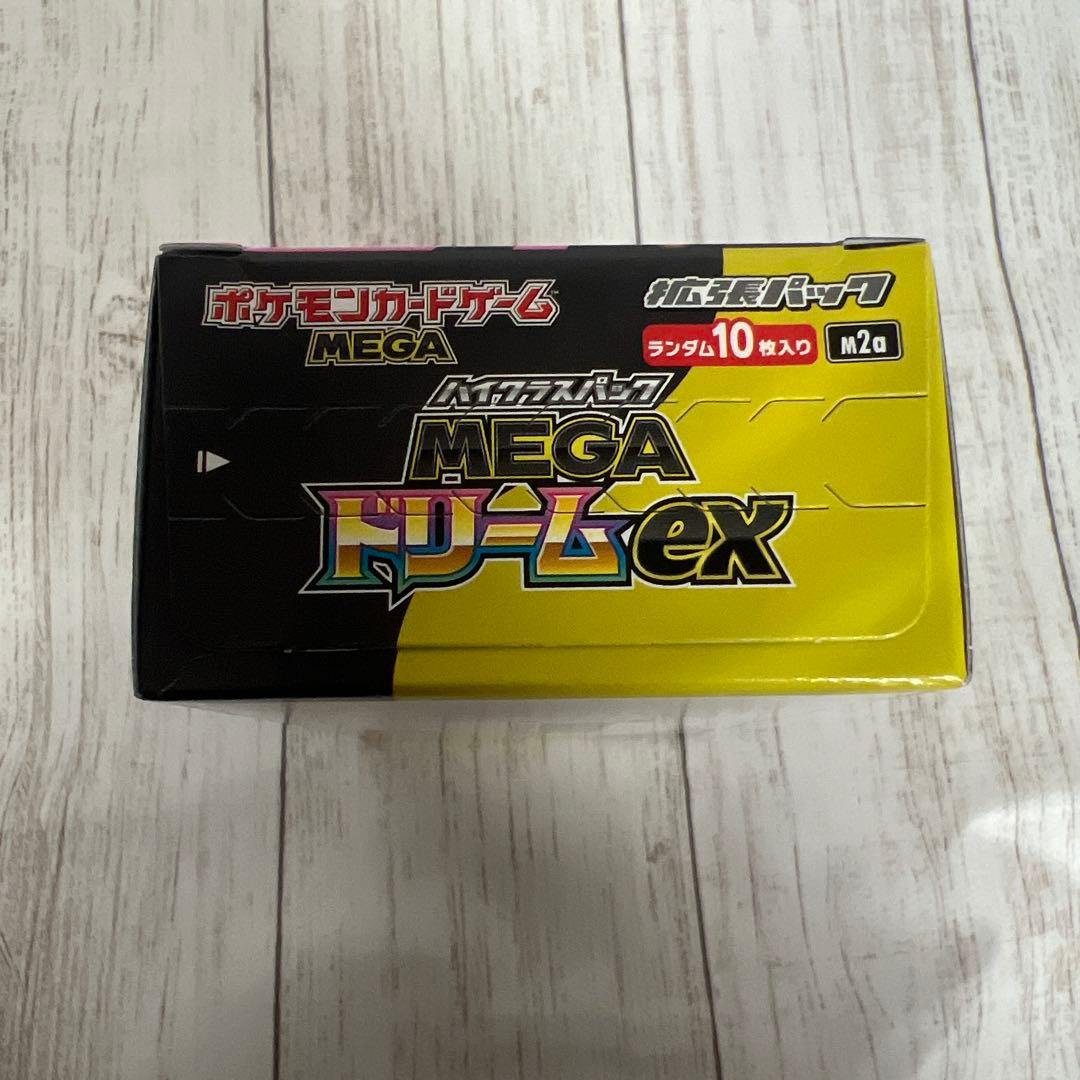 ポケモンカードゲーム™
MEGA
拡張パック
ランダム10枚入り M2a
ハイクラスパック
MEGA
ドリームex